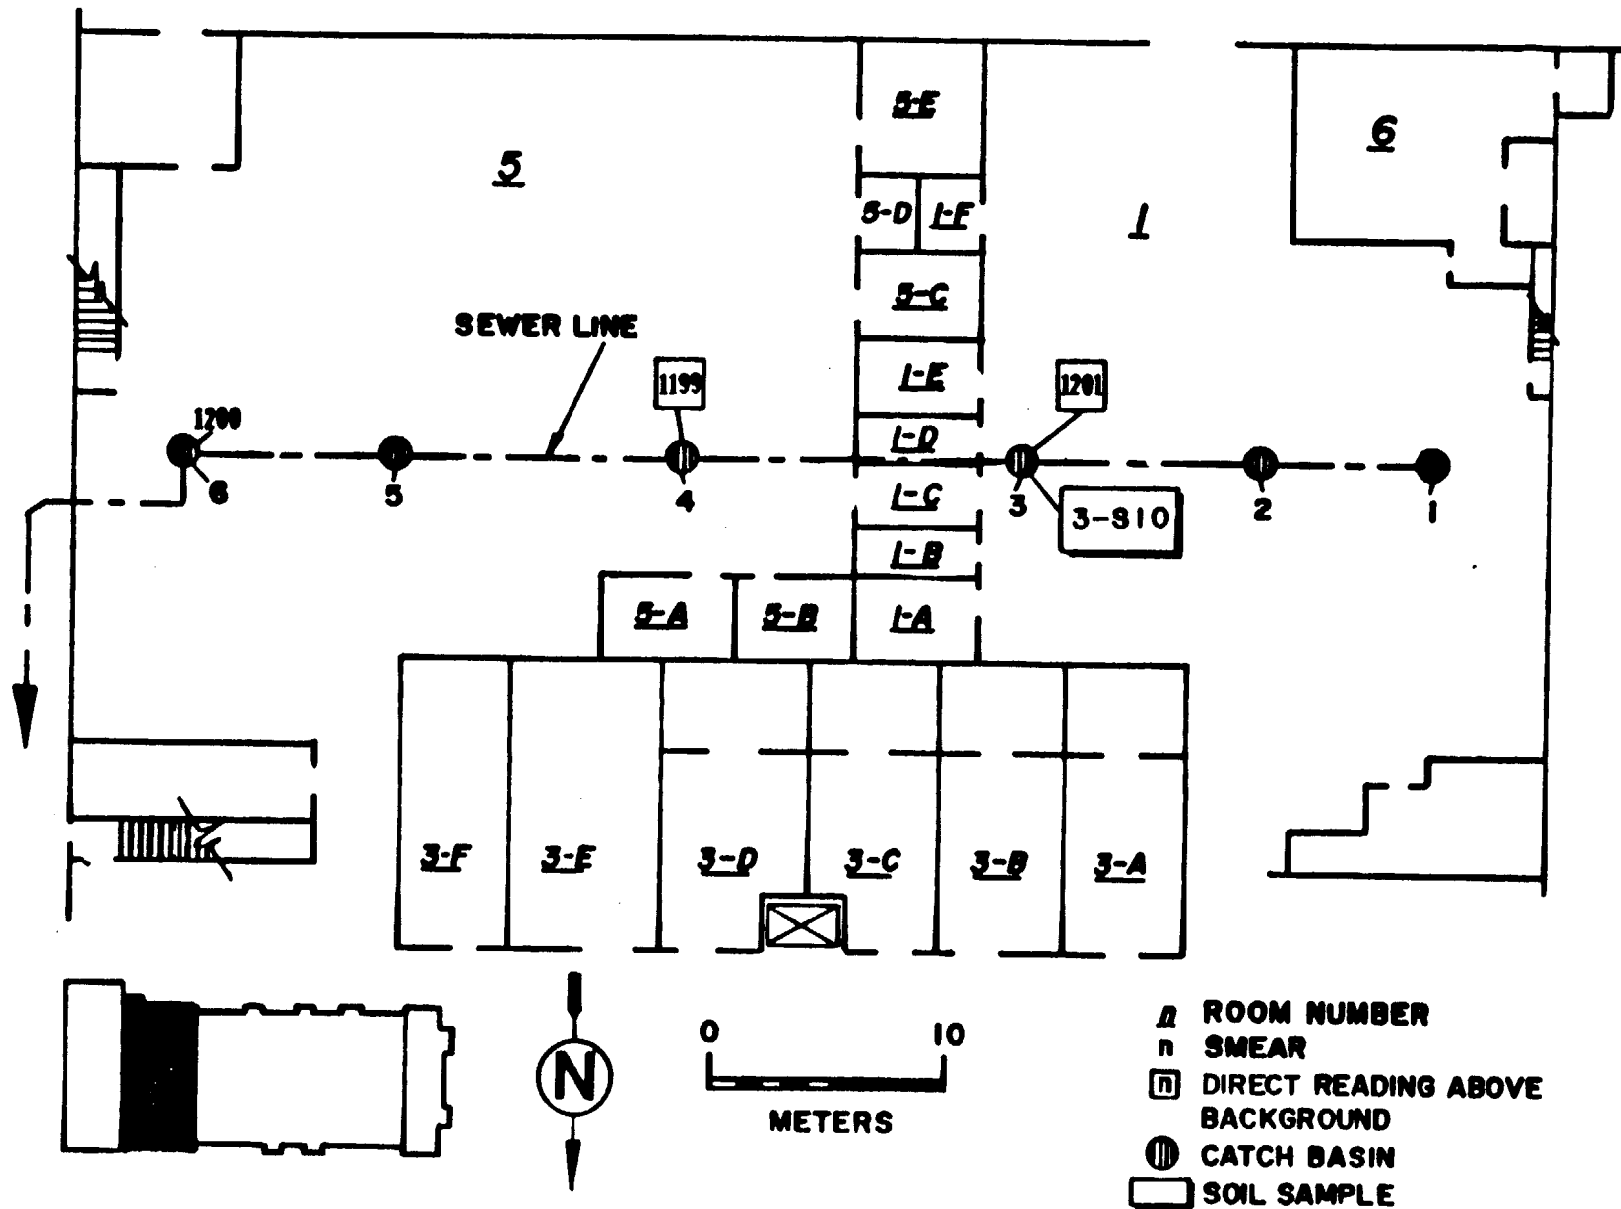 5-E
6
5
5-D
1-F
1
5-C
SEWER LINE
1-E
1199
1201
1200
1-D
6
5
4
1-C
3
3-S10
2
1
1-B
5-A
5-B
1-A
3-F
3-E
3-D
3-C
3-B
3-A
N
0
10
METERS
n ROOM NUMBER
n SMEAR
n DIRECT READING ABOVE
BACKGROUND
CATCH BASIN
SOIL SAMPLE